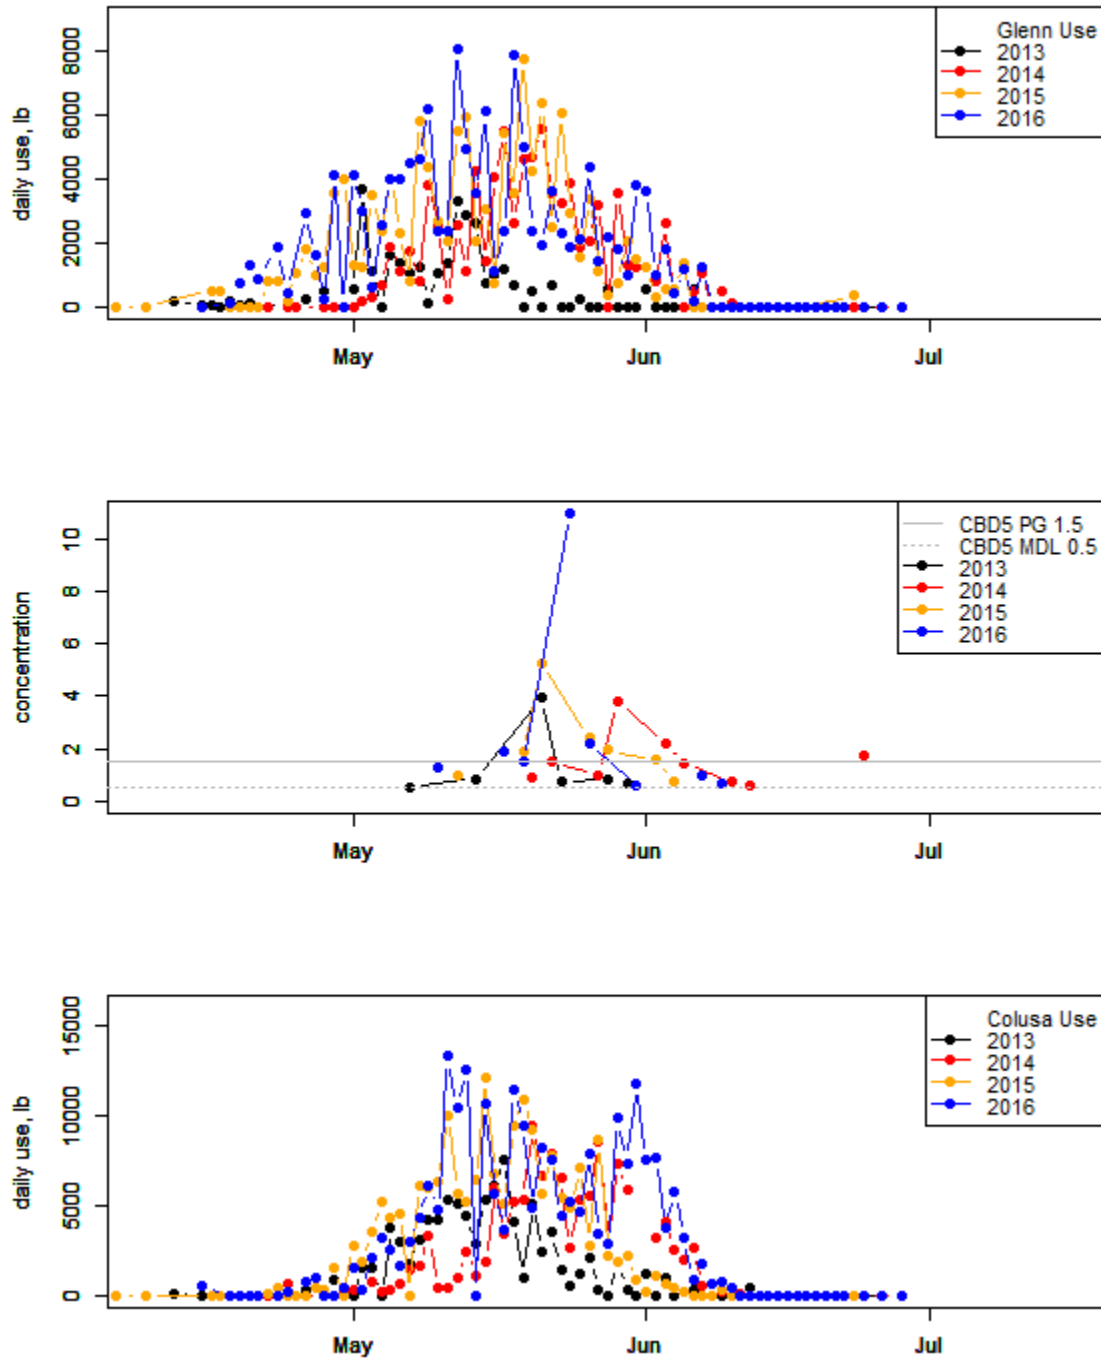 Glenn Use
2013
2014
2015
2016
daily use, lb
0
2000
4000
6000
8000
May
Jun
Jul
CBD5 PG 1.5
CBD5 MDL 0.5
2013
2014
2015
2016
concentration
0
2
4
6
8
10
May
Jun
Jul
Colusa Use
2013
2014
2015
2016
daily use, lb
0
5000
10000
15000
May
Jun
Jul